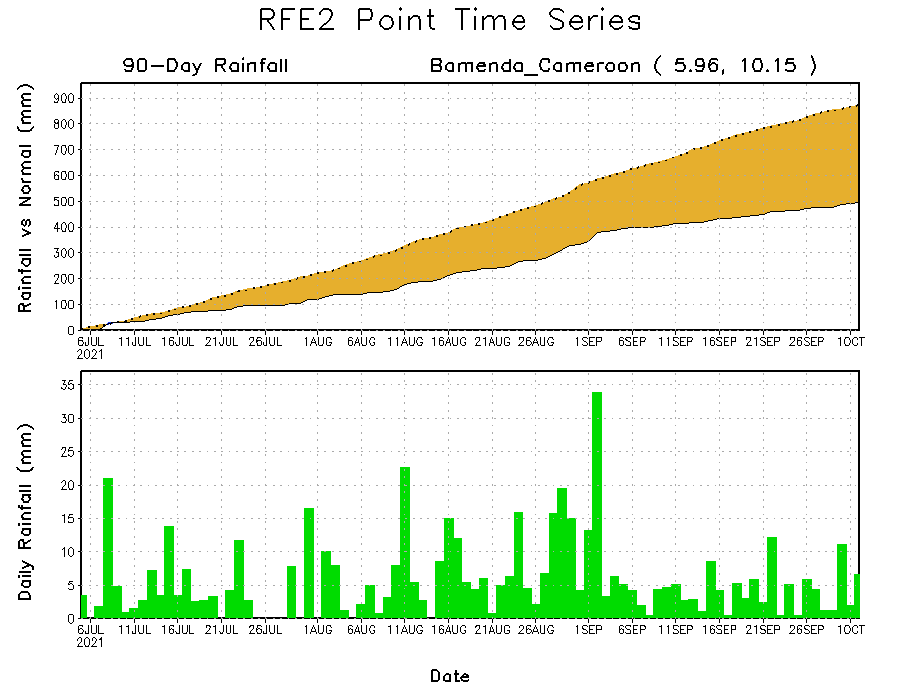 RFE2 Point Time Series
90-Day Rainfall
Bamenda_Cameroon ( 5.96, 10.15 )
Rainfall vs Normal (mm)
900
800
700
600
500
400
300
200
100
0
6JUL 11JUL 16JUL 21JUL 26JUL 1AUG 6AUG 11AUG 16AUG 21AUG 26AUG 1SEP 6SEP 11SEP 16SEP 21SEP 26SEP 1OCT
2021
Daily Rainfall (mm)
35
30
25
20
15
10
5
0
6JUL 11JUL 16JUL 21JUL 26JUL 1AUG 6AUG 11AUG 16AUG 21AUG 26AUG 1SEP 6SEP 11SEP 16SEP 21SEP 26SEP 1OCT
2021
Date